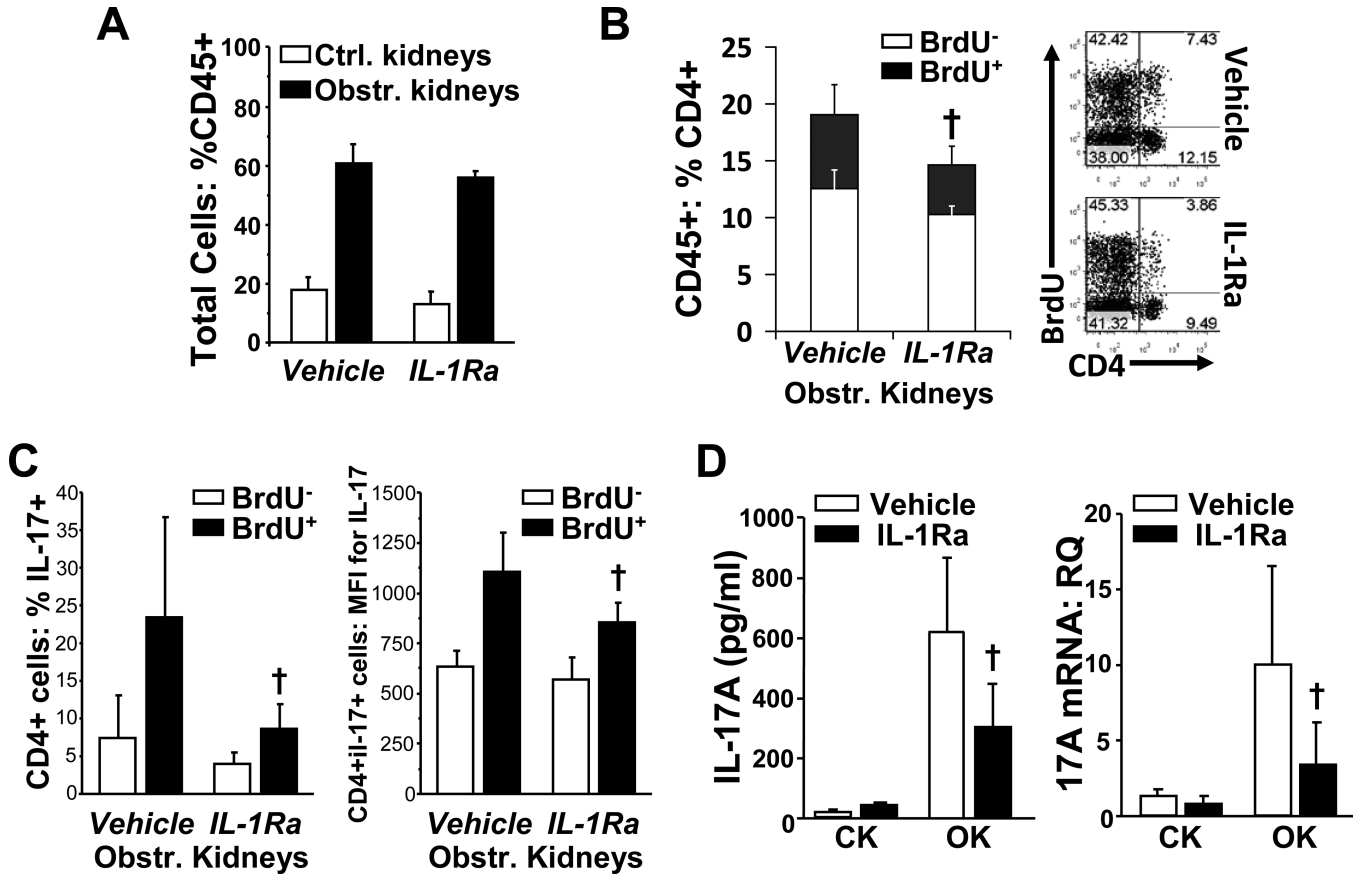 A
Total Cells: %CD45+
100
80
60
40
20
0
Ctrl. kidneys
Obstr. kidneys
Vehicle IL-1Ra
B
CD45+: % CD4+
25
20
15
10
5
0
BrdU-
BrdU+
†
Vehicle IL-1Ra
Obstr. Kidneys
42.42 7.43
38.00 12.15
Vehicle
45.33 3.86
41.32 9.49
IL-1Ra
BrdU
CD4
C
CD4+ cells: % IL-17+
40
35
30
25
20
15
10
5
0
BrdU-
BrdU+
†
Vehicle IL-1Ra
Obstr. Kidneys
CD4+il-17+ cells: MFI for IL-17
1500
1250
1000
750
500
250
0
BrdU-
BrdU+
†
Vehicle IL-1Ra
Obstr. Kidneys
D
IL-17A (pg/ml)
1000
800
600
400
200
0
Vehicle
IL-1Ra
†
CK OK
17A mRNA: RQ
20
15
10
5
0
Vehicle
IL-1Ra
†
CK OK